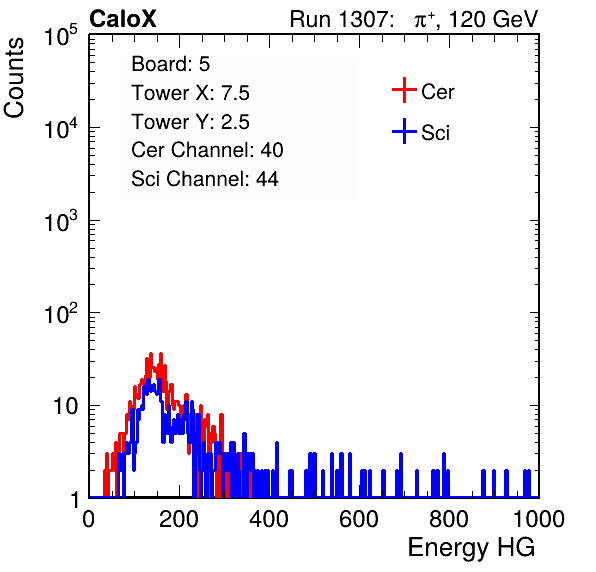 CaloX Run 1307: π⁺, 120 GeV
Counts
10⁵
10⁴
10³
10²
10
1
Board: 5
Tower X: 7.5
Tower Y: 2.5
Cer Channel: 40
Sci Channel: 44
Cer
Sci
0 200 400 600 800 1000
Energy HG